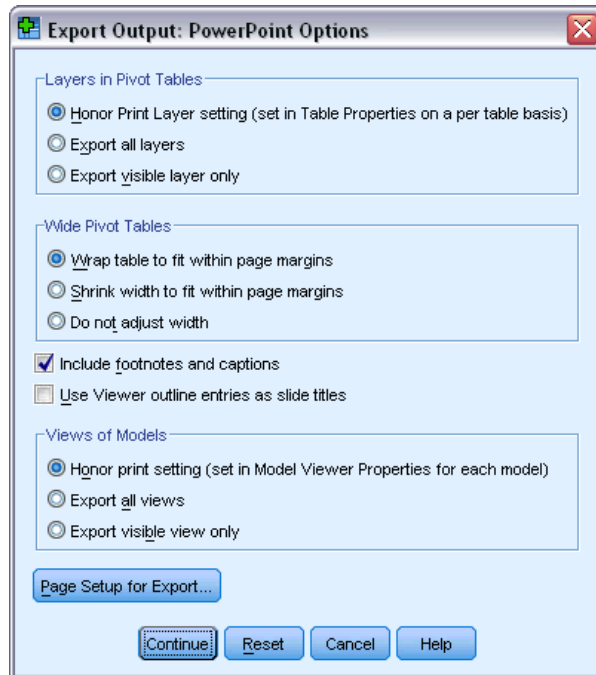 Export Output: PowerPoint Options
Layers in Pivot Tables
Honor Print Layer setting (set in Table Properties on a per table basis)
Export all layers
Export visible layer only
Wide Pivot Tables
Wrap table to fit within page margins
Shrink width to fit within page margins
Do not adjust width
Include footnotes and captions
Use Viewer outline entries as slide titles
Views of Models
Honor print setting (set in Model Viewer Properties for each model)
Export all views
Export visible view only
Page Setup for Export...
Continue Reset Cancel Help